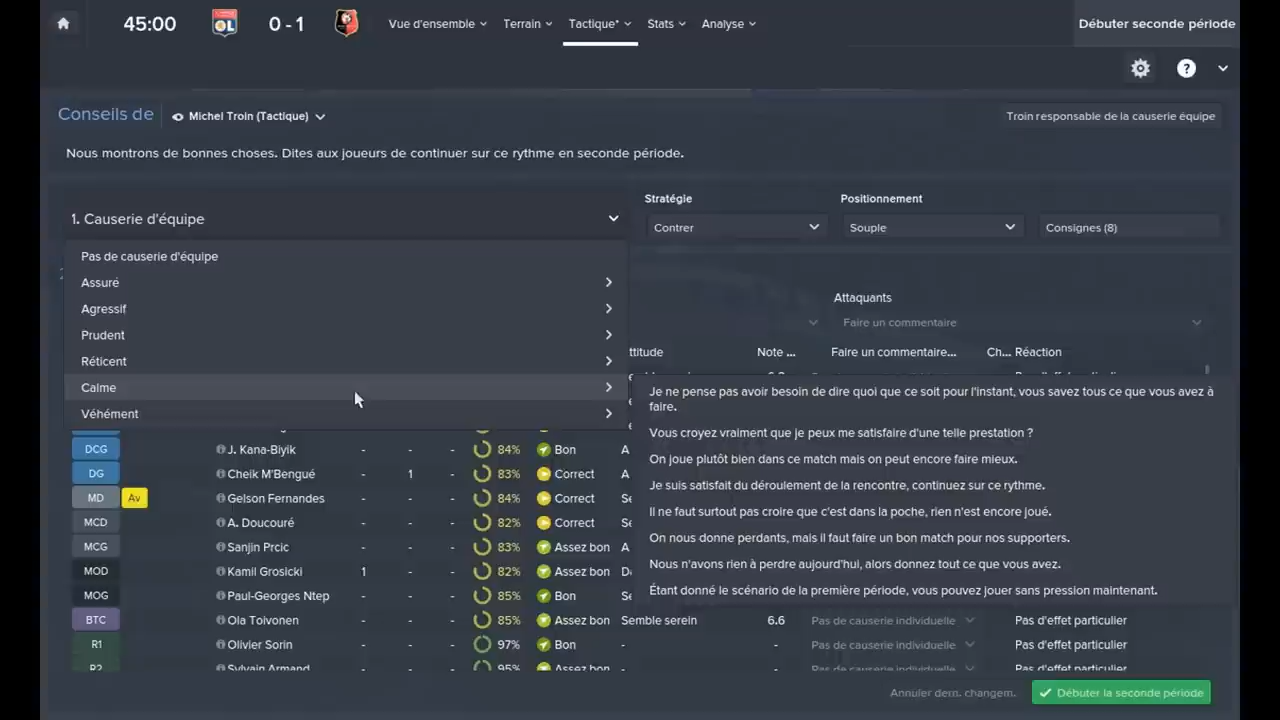 45:00
OL
0 - 1
Vue d'ensemble
Terrain
Tactique*
Stats
Analyse
Débuter seconde période
?
Conseils de
Michel Troin (Tactique)
Troin responsable de la causerie équipe
Nous montrons de bonnes choses. Dites aux joueurs de continuer sur ce rythme en seconde période.
1. Causerie d'équipe
Stratégie
Contrer
Positionnement
Souple
Consignes (8)
Pas de causerie d'équipe
Assuré
Agressif
Prudent
Réticent
Calme
Véhément
Attaquants
Faire un commentaire
ttitude Note ... Faire un commentaire... Ch... Réaction
Je ne pense pas avoir besoin de dire quoi que ce soit pour l'instant, vous savez tous ce que vous avez à
faire.
Vous croyez vraiment que je peux me satisfaire d'une telle prestation ?
On joue plutôt bien dans ce match mais on peut encore faire mieux.
Je suis satisfait du déroulement de la rencontre, continuez sur ce rythme.
Il ne faut surtout pas croire que c'est dans la poche, rien n'est encore joué.
On nous donne perdants, mais il faut faire un bon match pour nos supporters.
Nous n'avons rien à perdre aujourd'hui, alors donnez tout ce que vous avez.
Étant donné le scénario de la première période, vous pouvez jouer sans pression maintenant.
DCG J. Kana-Biyik - - - 84% Bon A
DG Cheik M'Bengué - 1 - 83% Correct A
MD Av Gelson Fernandes - - - 84% Correct Se
MCD A. Doucouré - - - 82% Correct Se
MCG Sanjin Prcic - - - 83% Assez bon A
MOD Kamil Grosicki 1 - - 82% Assez bon D
MOG Paul-Georges Ntep - - - 85% Bon Se
BTC Ola Toivonen - - - 85% Assez bon Semble serein 6.6 Pas de causerie individuelle Pas d'effet particulier
R1 Olivier Sorin - - - 97% Bon - - Pas de causerie individuelle Pas d'effet particulier
R2 Sylvain Armand - - - 95% Assez bon - - Pas de causerie individuelle Pas d'effet particulier
Annuler dern. changem.
Débuter la seconde période